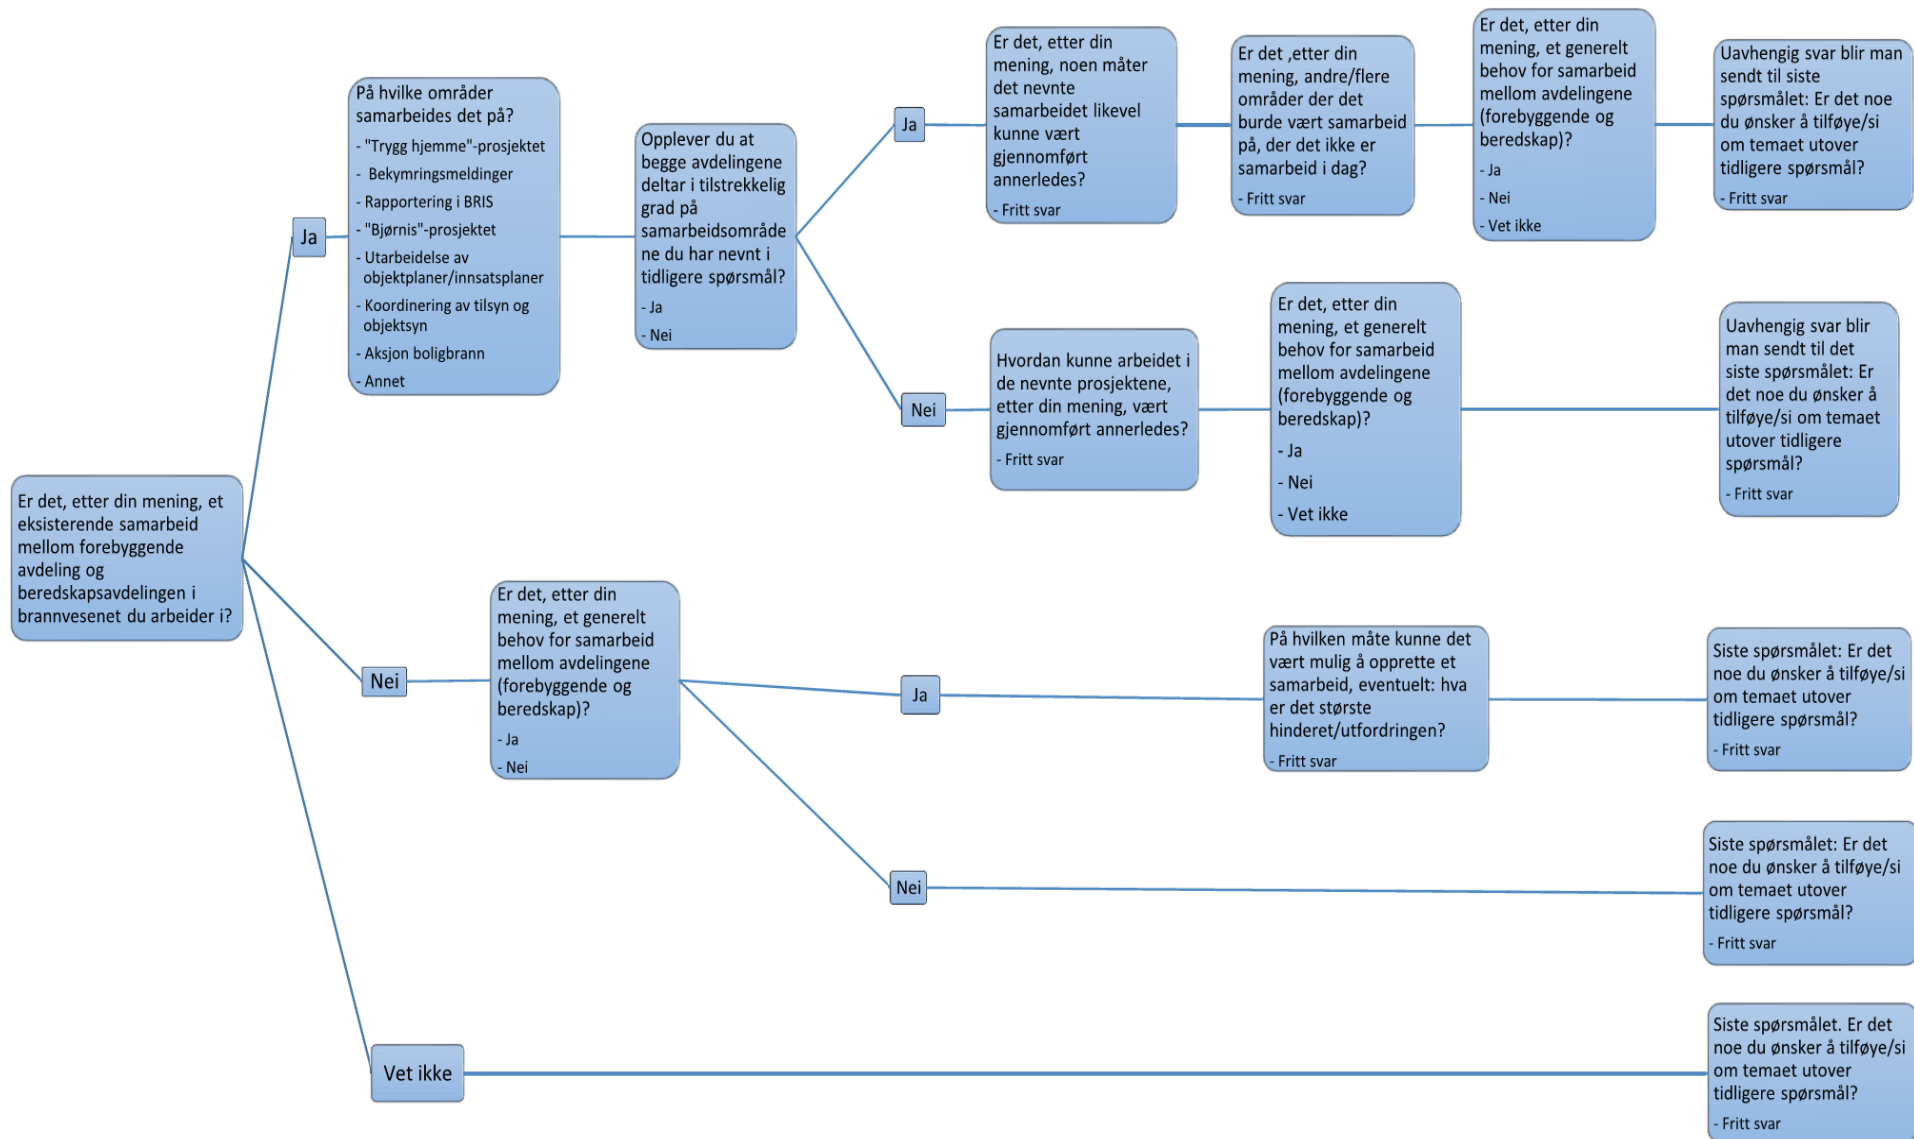 Er det, etter din mening, et
eksisterende samarbeid
mellom forebyggende
avdeling og
beredskapsavdelingen i
brannvesenet du arbeider i?
Ja
På hvilke områder
samarbeides det på?
- "Trygg hjemme"-prosjektet
- Bekymringsmeldinger
- Rapportering i BRIS
- "Bjørnis"-prosjektet
- Utarbeidelse av
objektplaner/innsatsplaner
- Koordinering av tilsyn og
objektsyn
- Aksjon boligbrann
- Annet
Opplever du at
begge avdelingene
deltar i tilstrekkelig
grad på
samarbeidsområde
ne du har nevnt i
tidligere spørsmål?
- Ja
- Nei
Ja
Er det, etter din
mening, noen måter
det nevnte
samarbeidet likevel
kunne vært
gjennomført
annerledes?
- Fritt svar
Er det ,etter din
mening, andre/flere
områder der det
burde vært samarbeid
på, der det ikke er
samarbeid i dag?
- Fritt svar
Er det, etter din
mening, et generelt
behov for samarbeid
mellom avdelingene
(forebyggende og
beredskap)?
- Ja
- Nei
- Vet ikke
Uavhengig svar blir man
sendt til siste
spørsmålet: Er det noe
du ønsker å tilføye/si
om temaet utover
tidligere spørsmål?
- Fritt svar
Nei
Hvordan kunne arbeidet i
de nevnte prosjektene,
etter din mening, vært
gjennomført annerledes?
- Fritt svar
Er det, etter din
mening, et generelt
behov for samarbeid
mellom avdelingene
(forebyggende og
beredskap)?
- Ja
- Nei
- Vet ikke
Uavhengig svar blir
man sendt til det
siste spørsmålet: Er
det noe du ønsker å
tilføye/si om temaet
utover tidligere
spørsmål?
- Fritt svar
Nei
Er det, etter din
mening, et generelt
behov for samarbeid
mellom avdelingene
(forebyggende og
beredskap)?
- Ja
- Nei
Ja
På hvilken måte kunne det
vært mulig å opprette et
samarbeid, eventuelt: hva
er det største
hinderet/utfordringen?
- Fritt svar
Siste spørsmålet: Er det
noe du ønsker å tilføye/si
om temaet utover
tidligere spørsmål?
- Fritt svar
Nei
Siste spørsmålet: Er det
noe du ønsker å tilføye/si
om temaet utover
tidligere spørsmål?
- Fritt svar
Vet ikke
Siste spørsmålet. Er det
noe du ønsker å tilføye/si
om temaet utover
tidligere spørsmål?
- Fritt svar